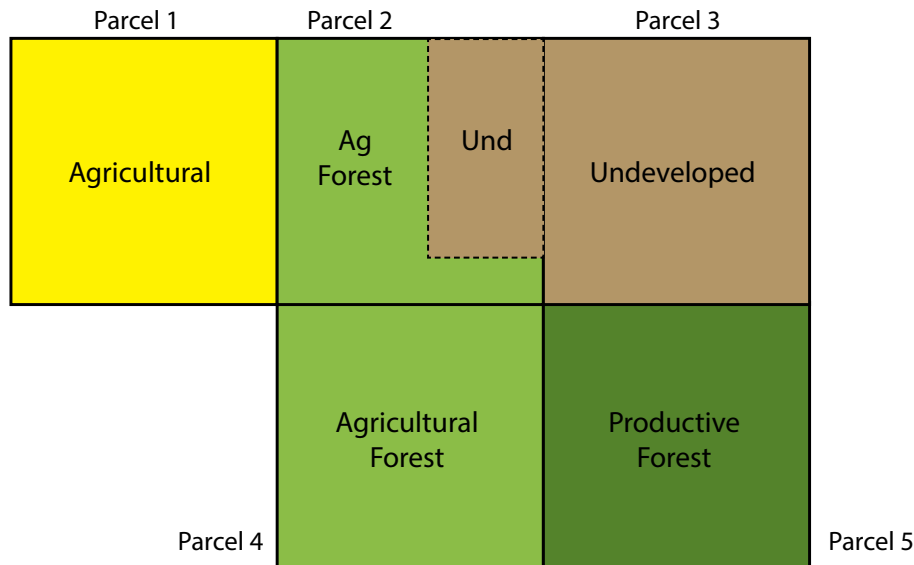 Parcel 1
Parcel 2
Parcel 3
Agricultural
Ag
Forest
Und
Undeveloped
Agricultural
Forest
Productive
Forest
Parcel 4
Parcel 5